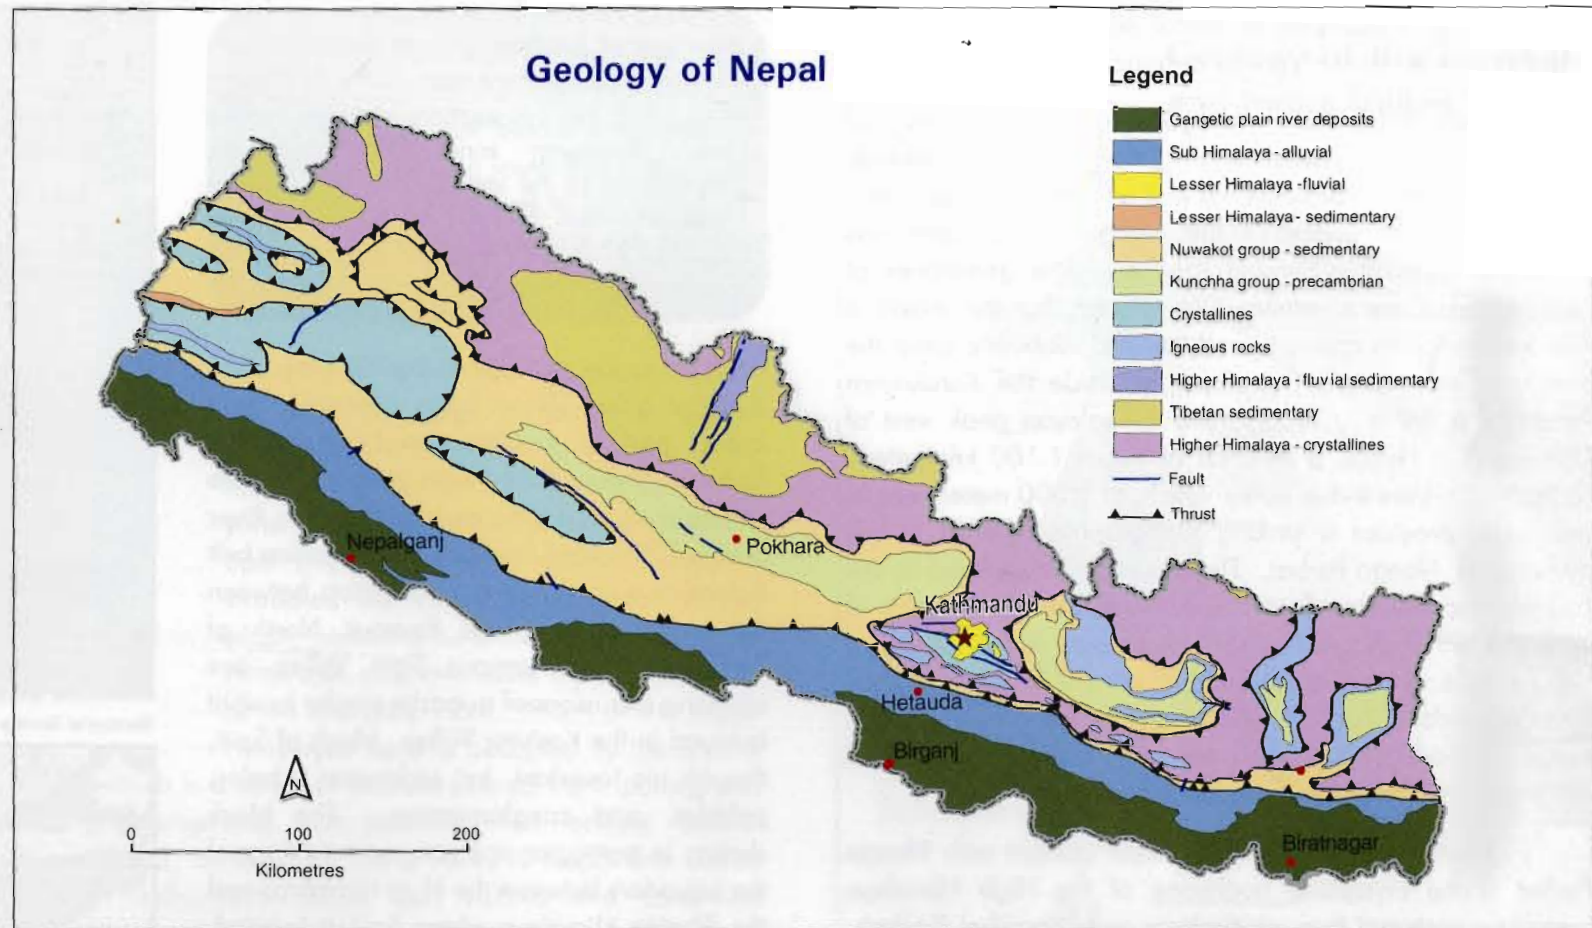 Geology of Nepal
Legend
Gangetic plain river deposits
Sub Himalaya - alluvial
Lesser Himalaya -fluvial
Lesser Himalaya - sedimentary
Nuwakot group - sedimentary
Kunchha group - precambrian
Crystallines
Igneous rocks
Higher Himalaya - fluvial sedimentary
Tibetan sedimentary
Higher Himalaya - crystallines
Fault
Thrust
Nepalganj
Pokhara
Kathmandu
Hetauda
Birganj
Biratnagar
N
0 100 200
Kilometres